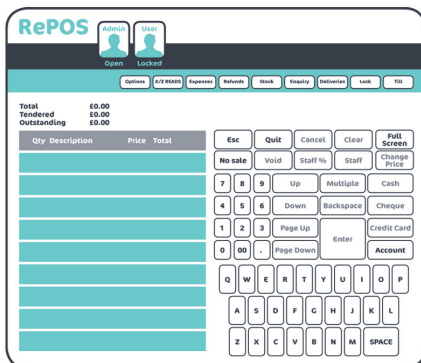 RePOS
Admin User
Open Locked
Options X/Z READS Expenses Refunds Stock Enquiry Deliveries Lock Till
Total £0.00
Tendered £0.00
Outstanding £0.00
Qty Description Price Total
Esc Quit Cancel Clear Full Screen
No sale Void Staff % Staff Change Price
7 8 9 Up Multiple Cash
4 5 6 Down Backspace Cheque
1 2 3 Page Up Enter Credit Card
0 00 . Page Down Account
Q W E R T Y U I O P
A S D F G H J K L
Z X C V B N M SPACE